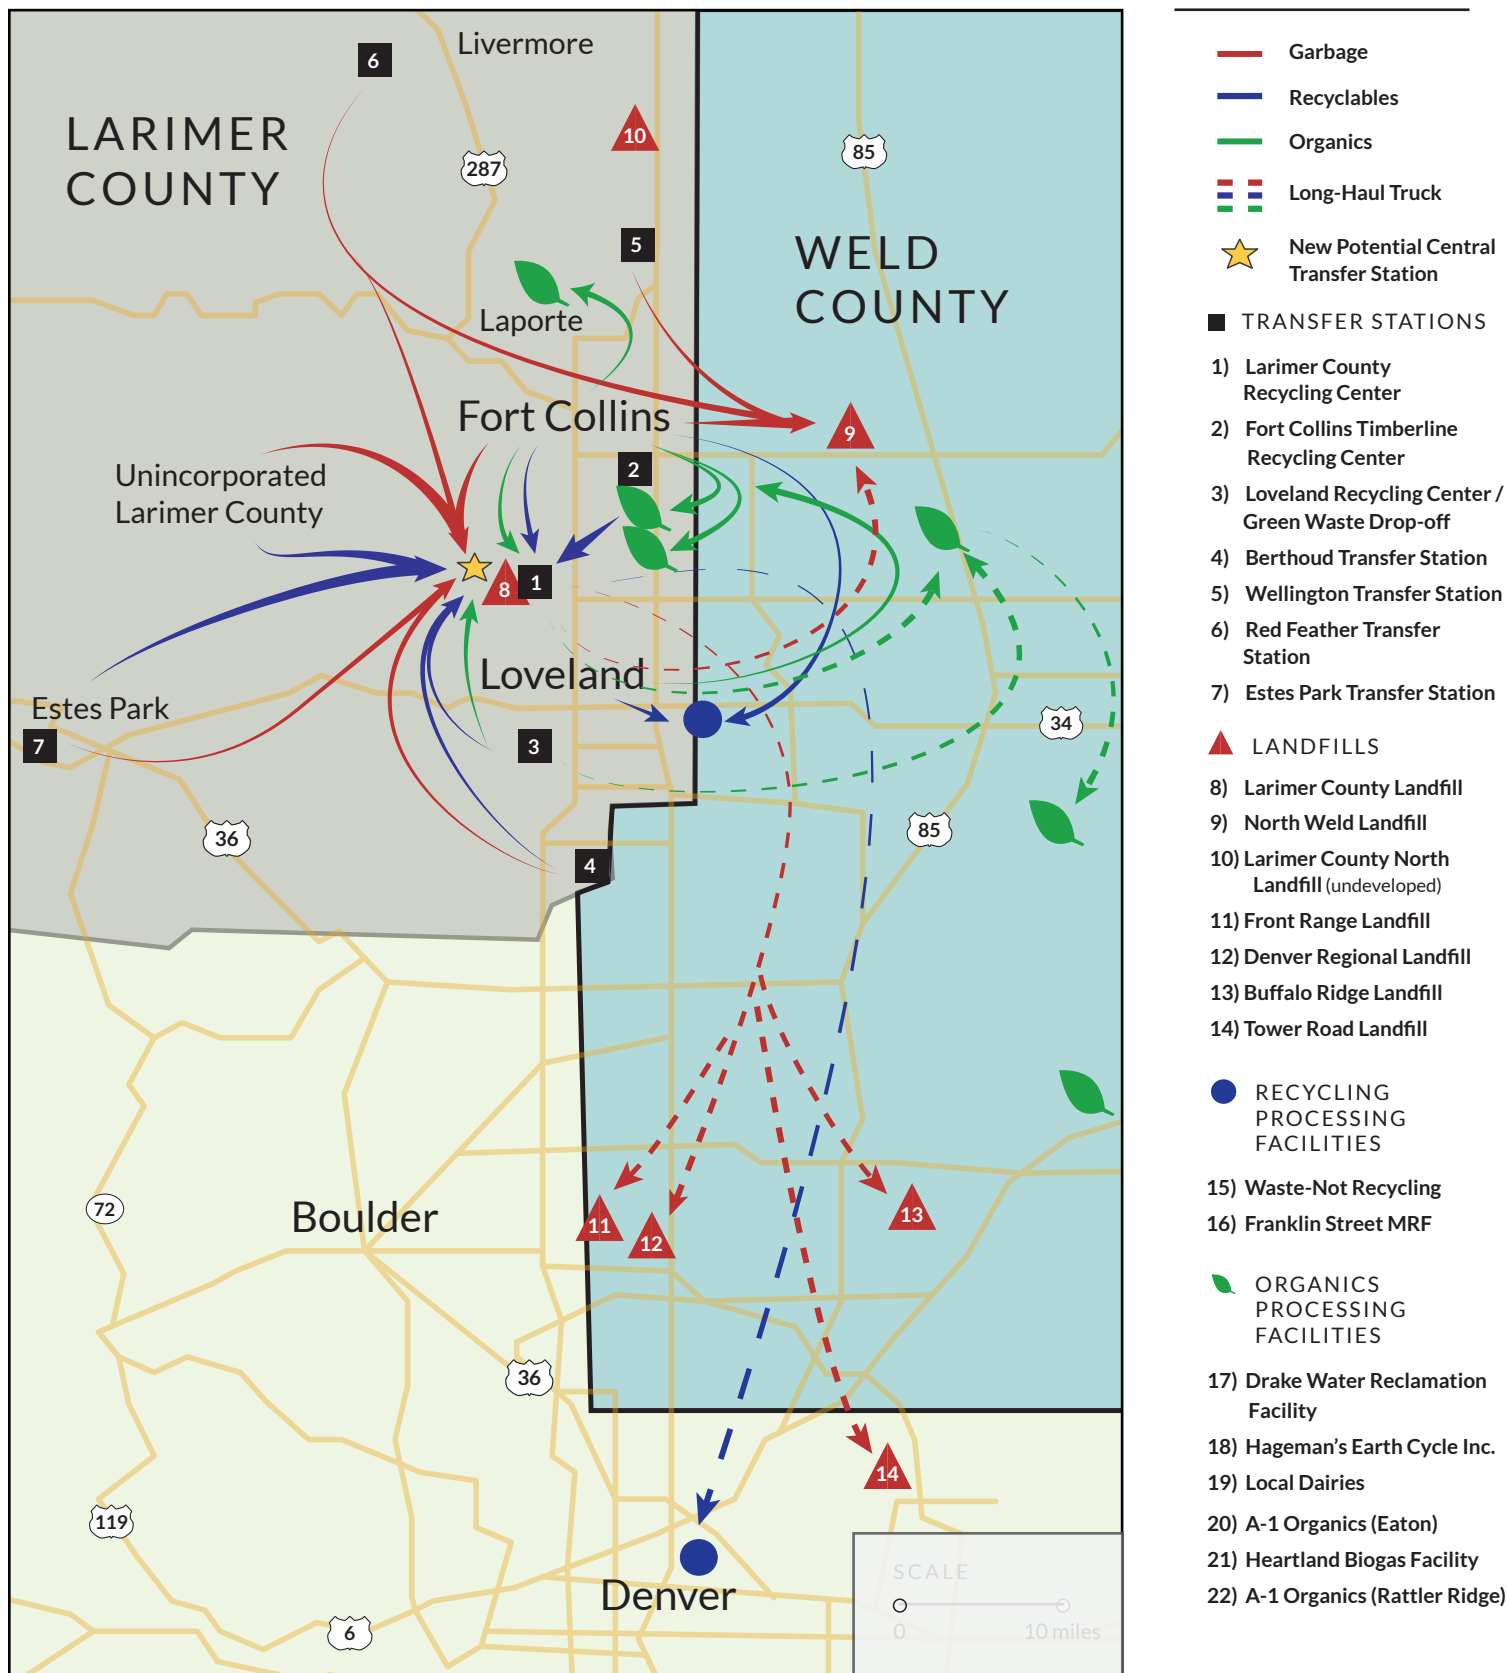 Livermore
6
LARIMER
COUNTY
10
287
85
5
WELD
COUNTY
Laporte
Fort Collins
9
Unincorporated
Larimer County
2
8
1
Loveland
Estes Park
7
3
34
36
85
4
72
Boulder
11
12
13
36
14
119
Denver
6
SCALE
0
10 miles
Garbage
Recyclables
Organics
Long-Haul Truck
New Potential Central
Transfer Station
TRANSFER STATIONS
1) Larimer County
Recycling Center
2) Fort Collins Timberline
Recycling Center
3) Loveland Recycling Center /
Green Waste Drop-off
4) Berthoud Transfer Station
5) Wellington Transfer Station
6) Red Feather Transfer
Station
7) Estes Park Transfer Station
LANDFILLS
8) Larimer County Landfill
9) North Weld Landfill
10) Larimer County North
Landfill (undeveloped)
11) Front Range Landfill
12) Denver Regional Landfill
13) Buffalo Ridge Landfill
14) Tower Road Landfill
RECYCLING
PROCESSING
FACILITIES
15) Waste-Not Recycling
16) Franklin Street MRF
ORGANICS
PROCESSING
FACILITIES
17) Drake Water Reclamation
Facility
18) Hageman's Earth Cycle Inc.
19) Local Dairies
20) A-1 Organics (Eaton)
21) Heartland Biogas Facility
22) A-1 Organics (Rattler Ridge)